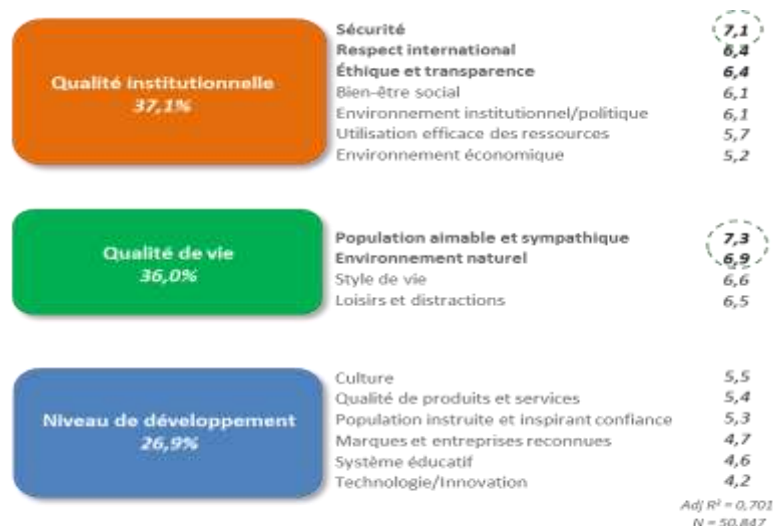 Qualité institutionnelle
37,1%
Sécurité 7,1
Respect international 6,4
Éthique et transparence 6,4
Bien-être social 6,1
Environnement institutionnel/politique 6,1
Utilisation efficace des ressources 5,7
Environnement économique 5,2
Qualité de vie
36,0%
Population aimable et sympathique 7,3
Environnement naturel 6,9
Style de vie 6,6
Loisirs et distractions 6,5
Niveau de développement
26,9%
Culture 5,5
Qualité de produits et services 5,4
Population instruite et inspirant confiance 5,3
Marques et entreprises reconnues 4,7
Système éducatif 4,6
Technologie/Innovation 4,2
Adj R² = 0,701
N = 50.847